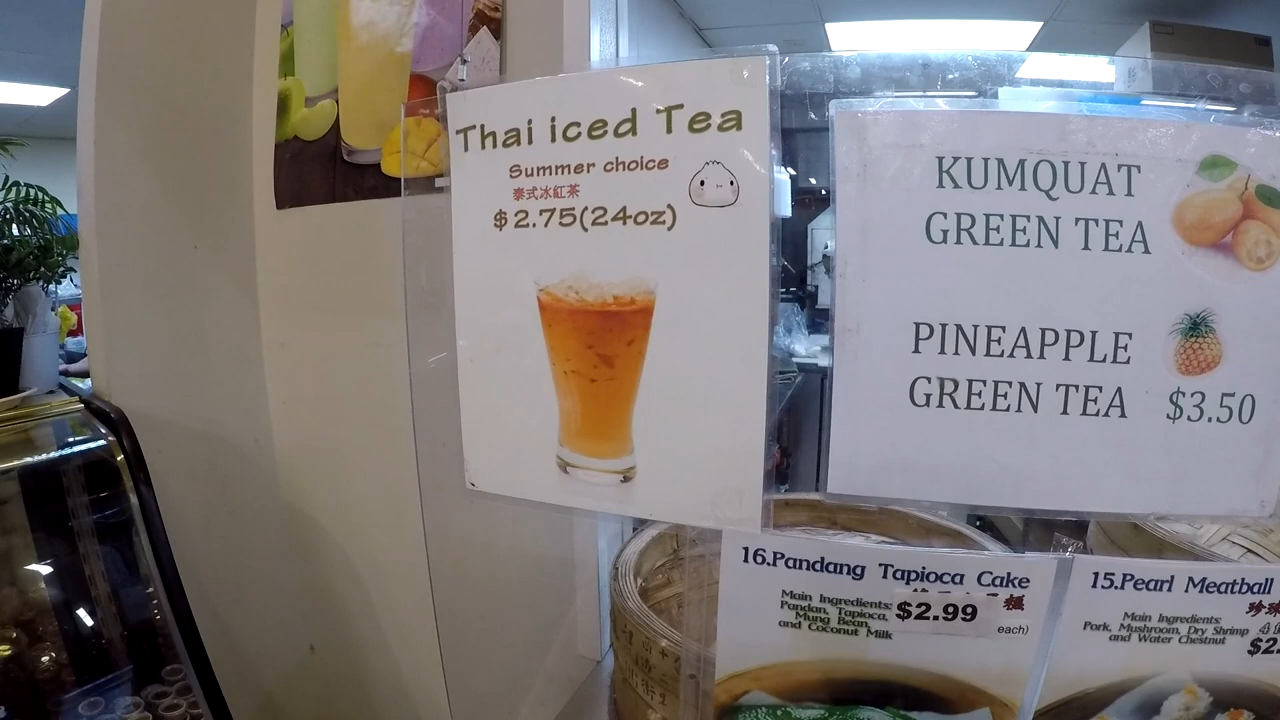 Thai iced Tea
Summer choice
泰式冰紅茶
$2.75(24oz)
KUMQUAT
GREEN TEA
PINEAPPLE
GREEN TEA $3.50
16.Pandang Tapioca Cake
Main Ingredients:
Pandan, Tapioca,
Mung Bean,
and Coconut Milk
$2.99
each)
15.Pearl Meatball
Main Ingredients:
Pork, Mushroom, Dry Shrimp
and Water Chestnut